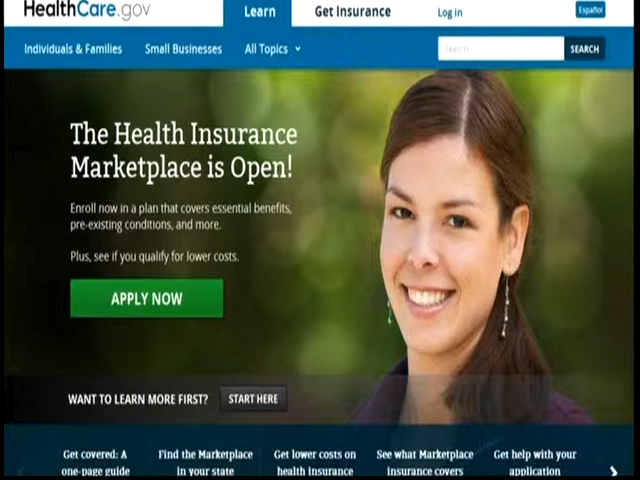 HealthCare.gov
Learn
Get Insurance
Log in
Español
Individuals & Families
Small Businesses
All Topics
Search
SEARCH
The Health Insurance
Marketplace is Open!
Enroll now in a plan that covers essential benefits,
pre-existing conditions, and more.
Plus, see if you qualify for lower costs.
APPLY NOW
WANT TO LEARN MORE FIRST?
START HERE
Get covered: A
one-page guide
Find the Marketplace
in your state
Get lower costs on
health insurance
See what Marketplace
insurance covers
Get help with your
application